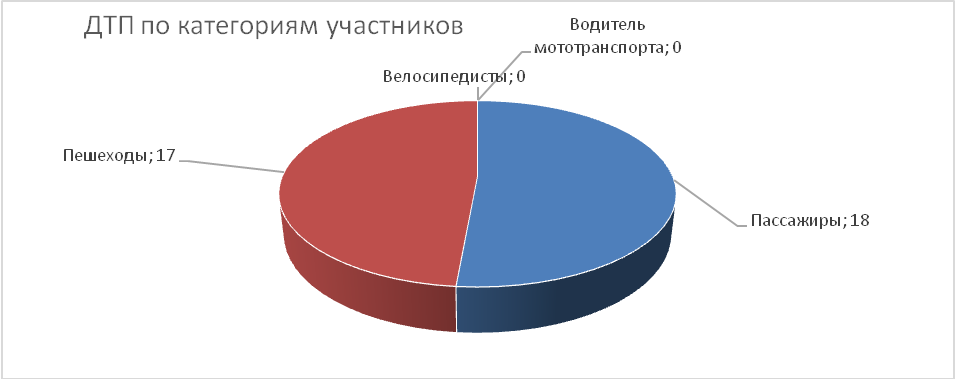 ДТП по категориям участников
Водитель
мототранспорта; 0
Велосипедисты; 0
Пешеходы; 17
Пассажиры; 18